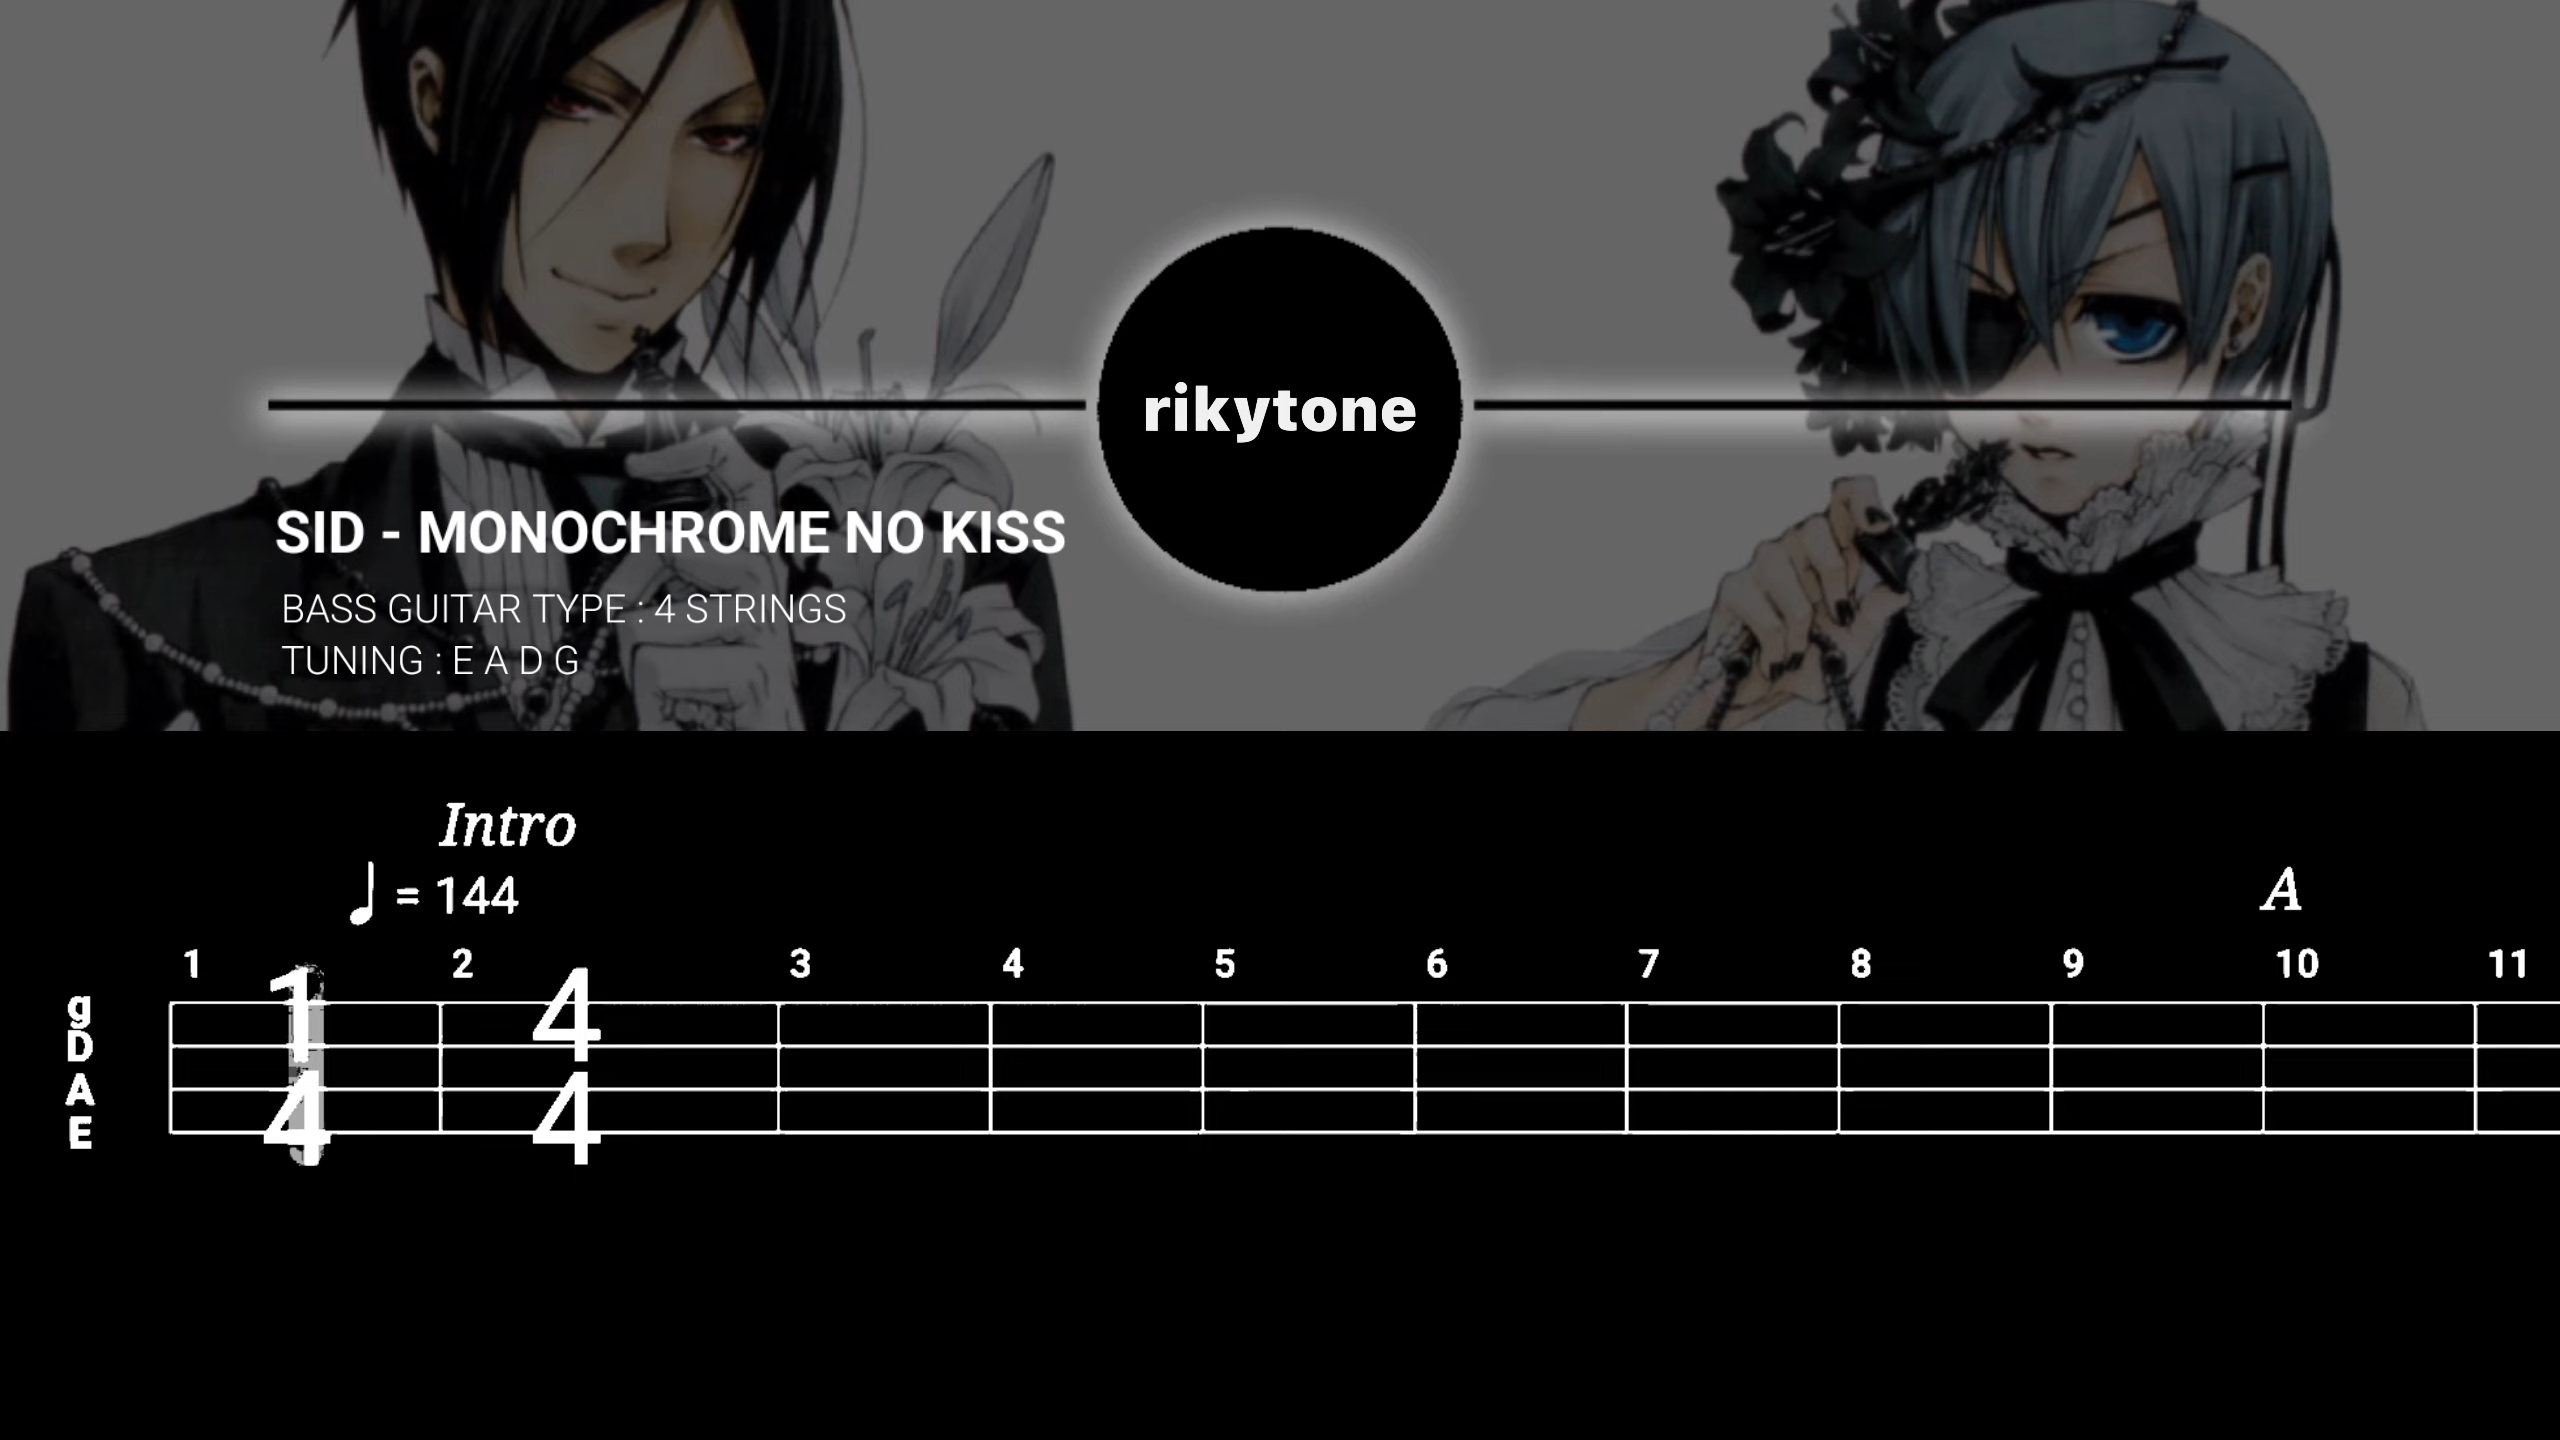 rikytone
SID - MONOCHROME NO KISS
BASS GUITAR TYPE : 4 STRINGS
TUNING : E A D G
Intro
= 144
A
1 2 3 4 5 6 7 8 9 10 11
g
D
A
E
1 4
4 4